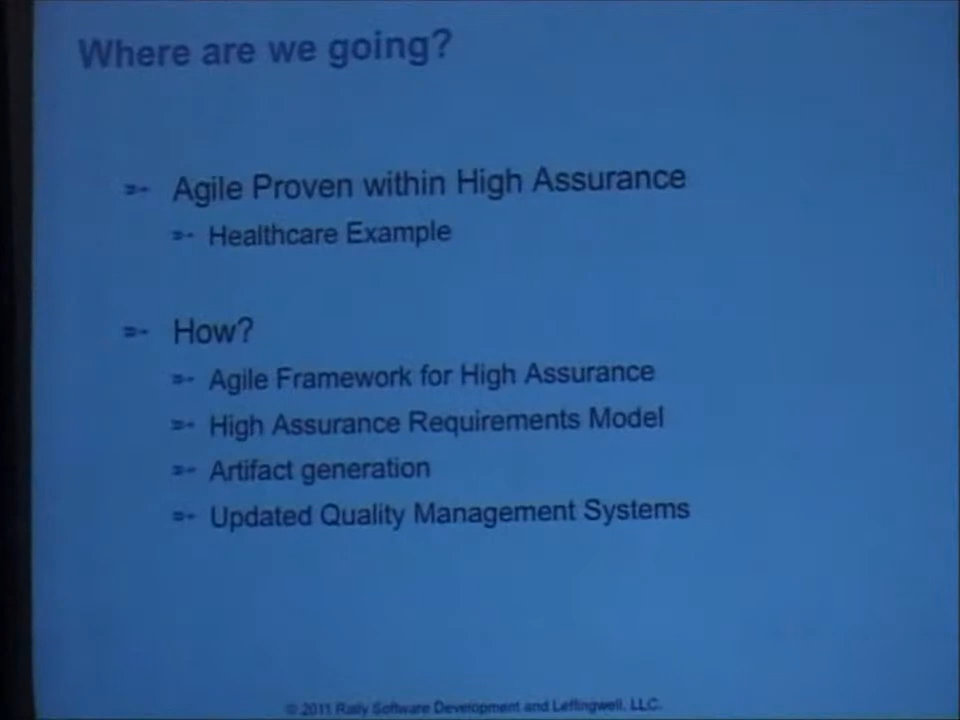 Where are we going?
Agile Proven within High Assurance
Healthcare Example
How?
Agile Framework for High Assurance
High Assurance Requirements Model
Artifact generation
Updated Quality Management Systems
© 2011 Rally Software Development and Leffingwell, LLC.